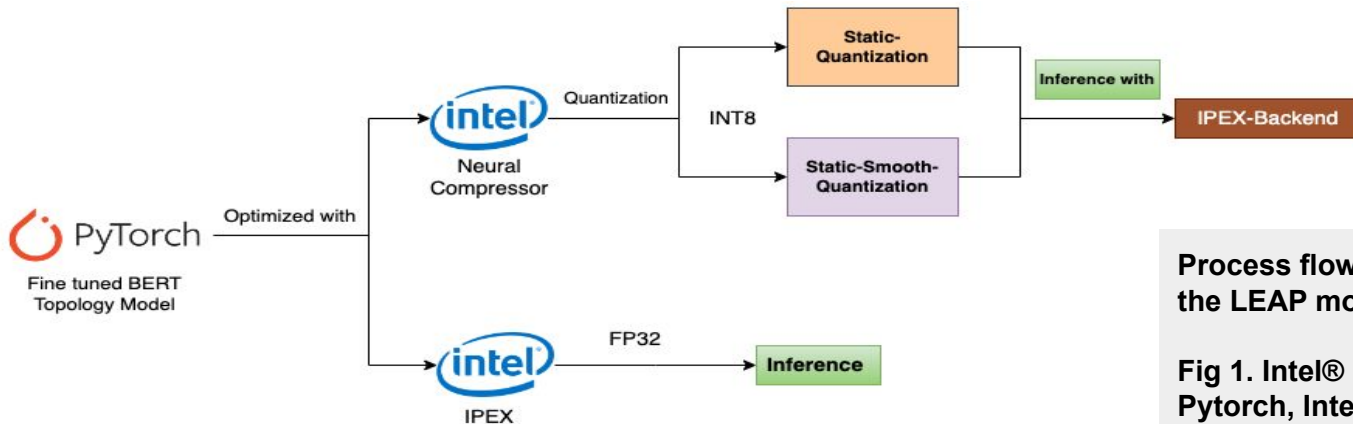 Static-
Quantization
Inference with
intel
Quantization
INT8
IPEX-Backend
Neural
Compressor
Static-Smooth-
Quantization
Optimized with
PyTorch
Fine tuned BERT
Topology Model
Process flow
the LEAP mo
FP32
intel
Inference
IPEX
Fig 1. Intel®
Pytorch, Inte